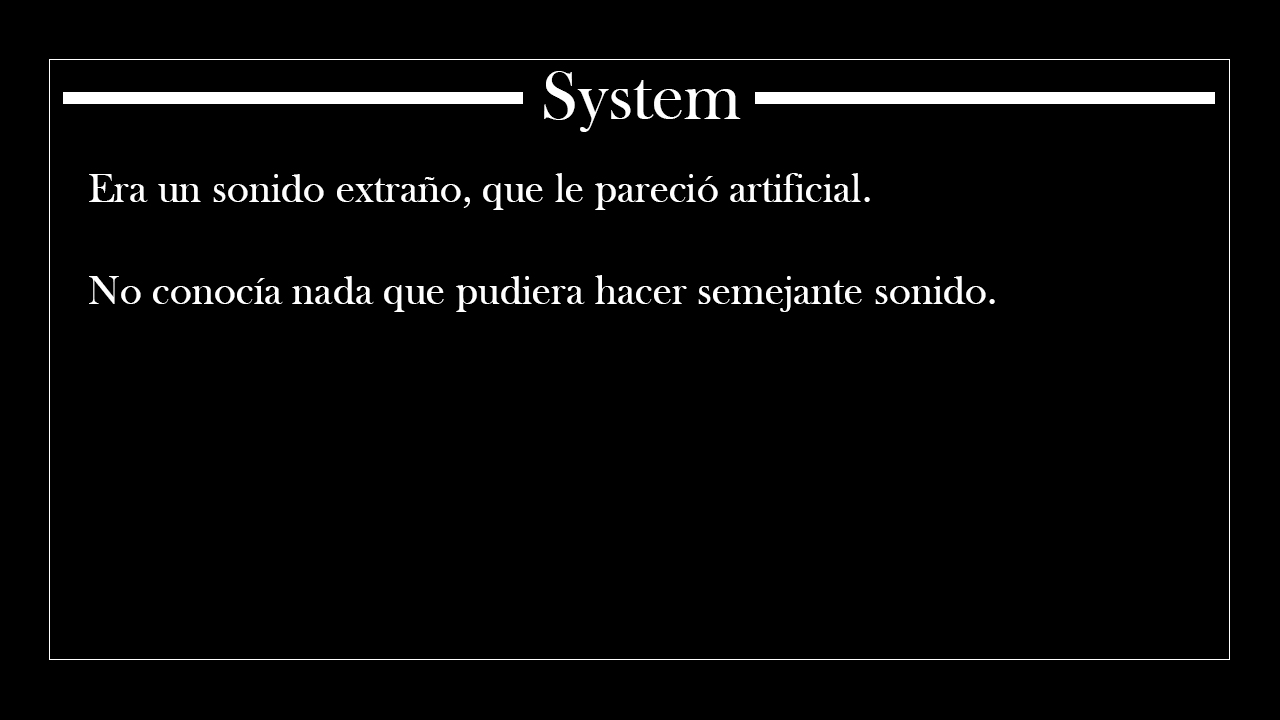 System
Era un sonido extraño, que le pareció artificial.
No conocía nada que pudiera hacer semejante sonido.